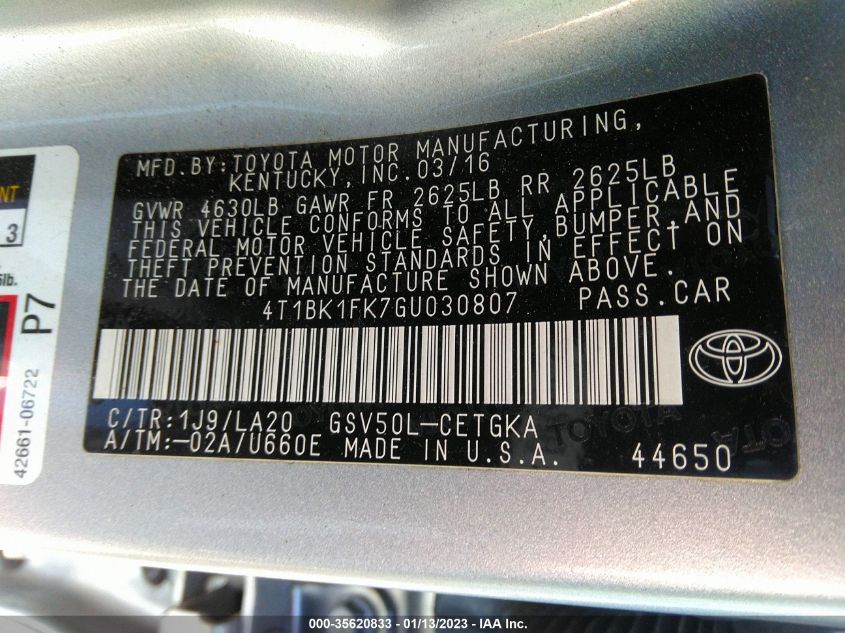 MFD.BY:TOYOTA MOTOR MANUFACTURING,
KENTUCKY,INC.03/16
GVWR 4630LB GAWR FR 2625LB RR 2625LB
THIS VEHICLE CONFORMS TO ALL APPLICABLE
FEDERAL MOTOR VEHICLE SAFETY,BUMPER,AND
THEFT PREVENTION STANDARDS IN EFFECT ON
THE DATE OF MANUFACTURE SHOWN ABOVE.
4T1BK1FK7GU030807 PASS.CAR
C/TR:1J9/LA20 GSV50L-CETGKA
A/TM:-02A/U660E MADE IN U.S.A. 44650
TOYOTA
NT
3
lb.
P7
42661-06722
000-35620833 - 01/13/2023 - IAA Inc.